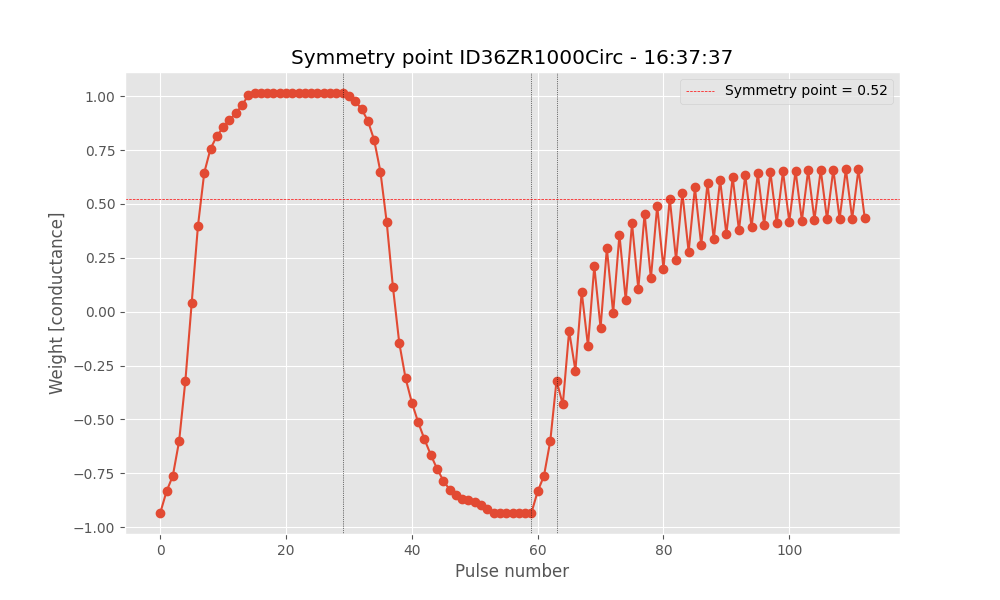 Symmetry point ID36ZR1000Circ - 16:37:37
Symmetry point = 0.52
Weight [conductance]
1.00
0.75
0.50
0.25
0.00
−0.25
−0.50
−0.75
−1.00
0 20 40 60 80 100
Pulse number